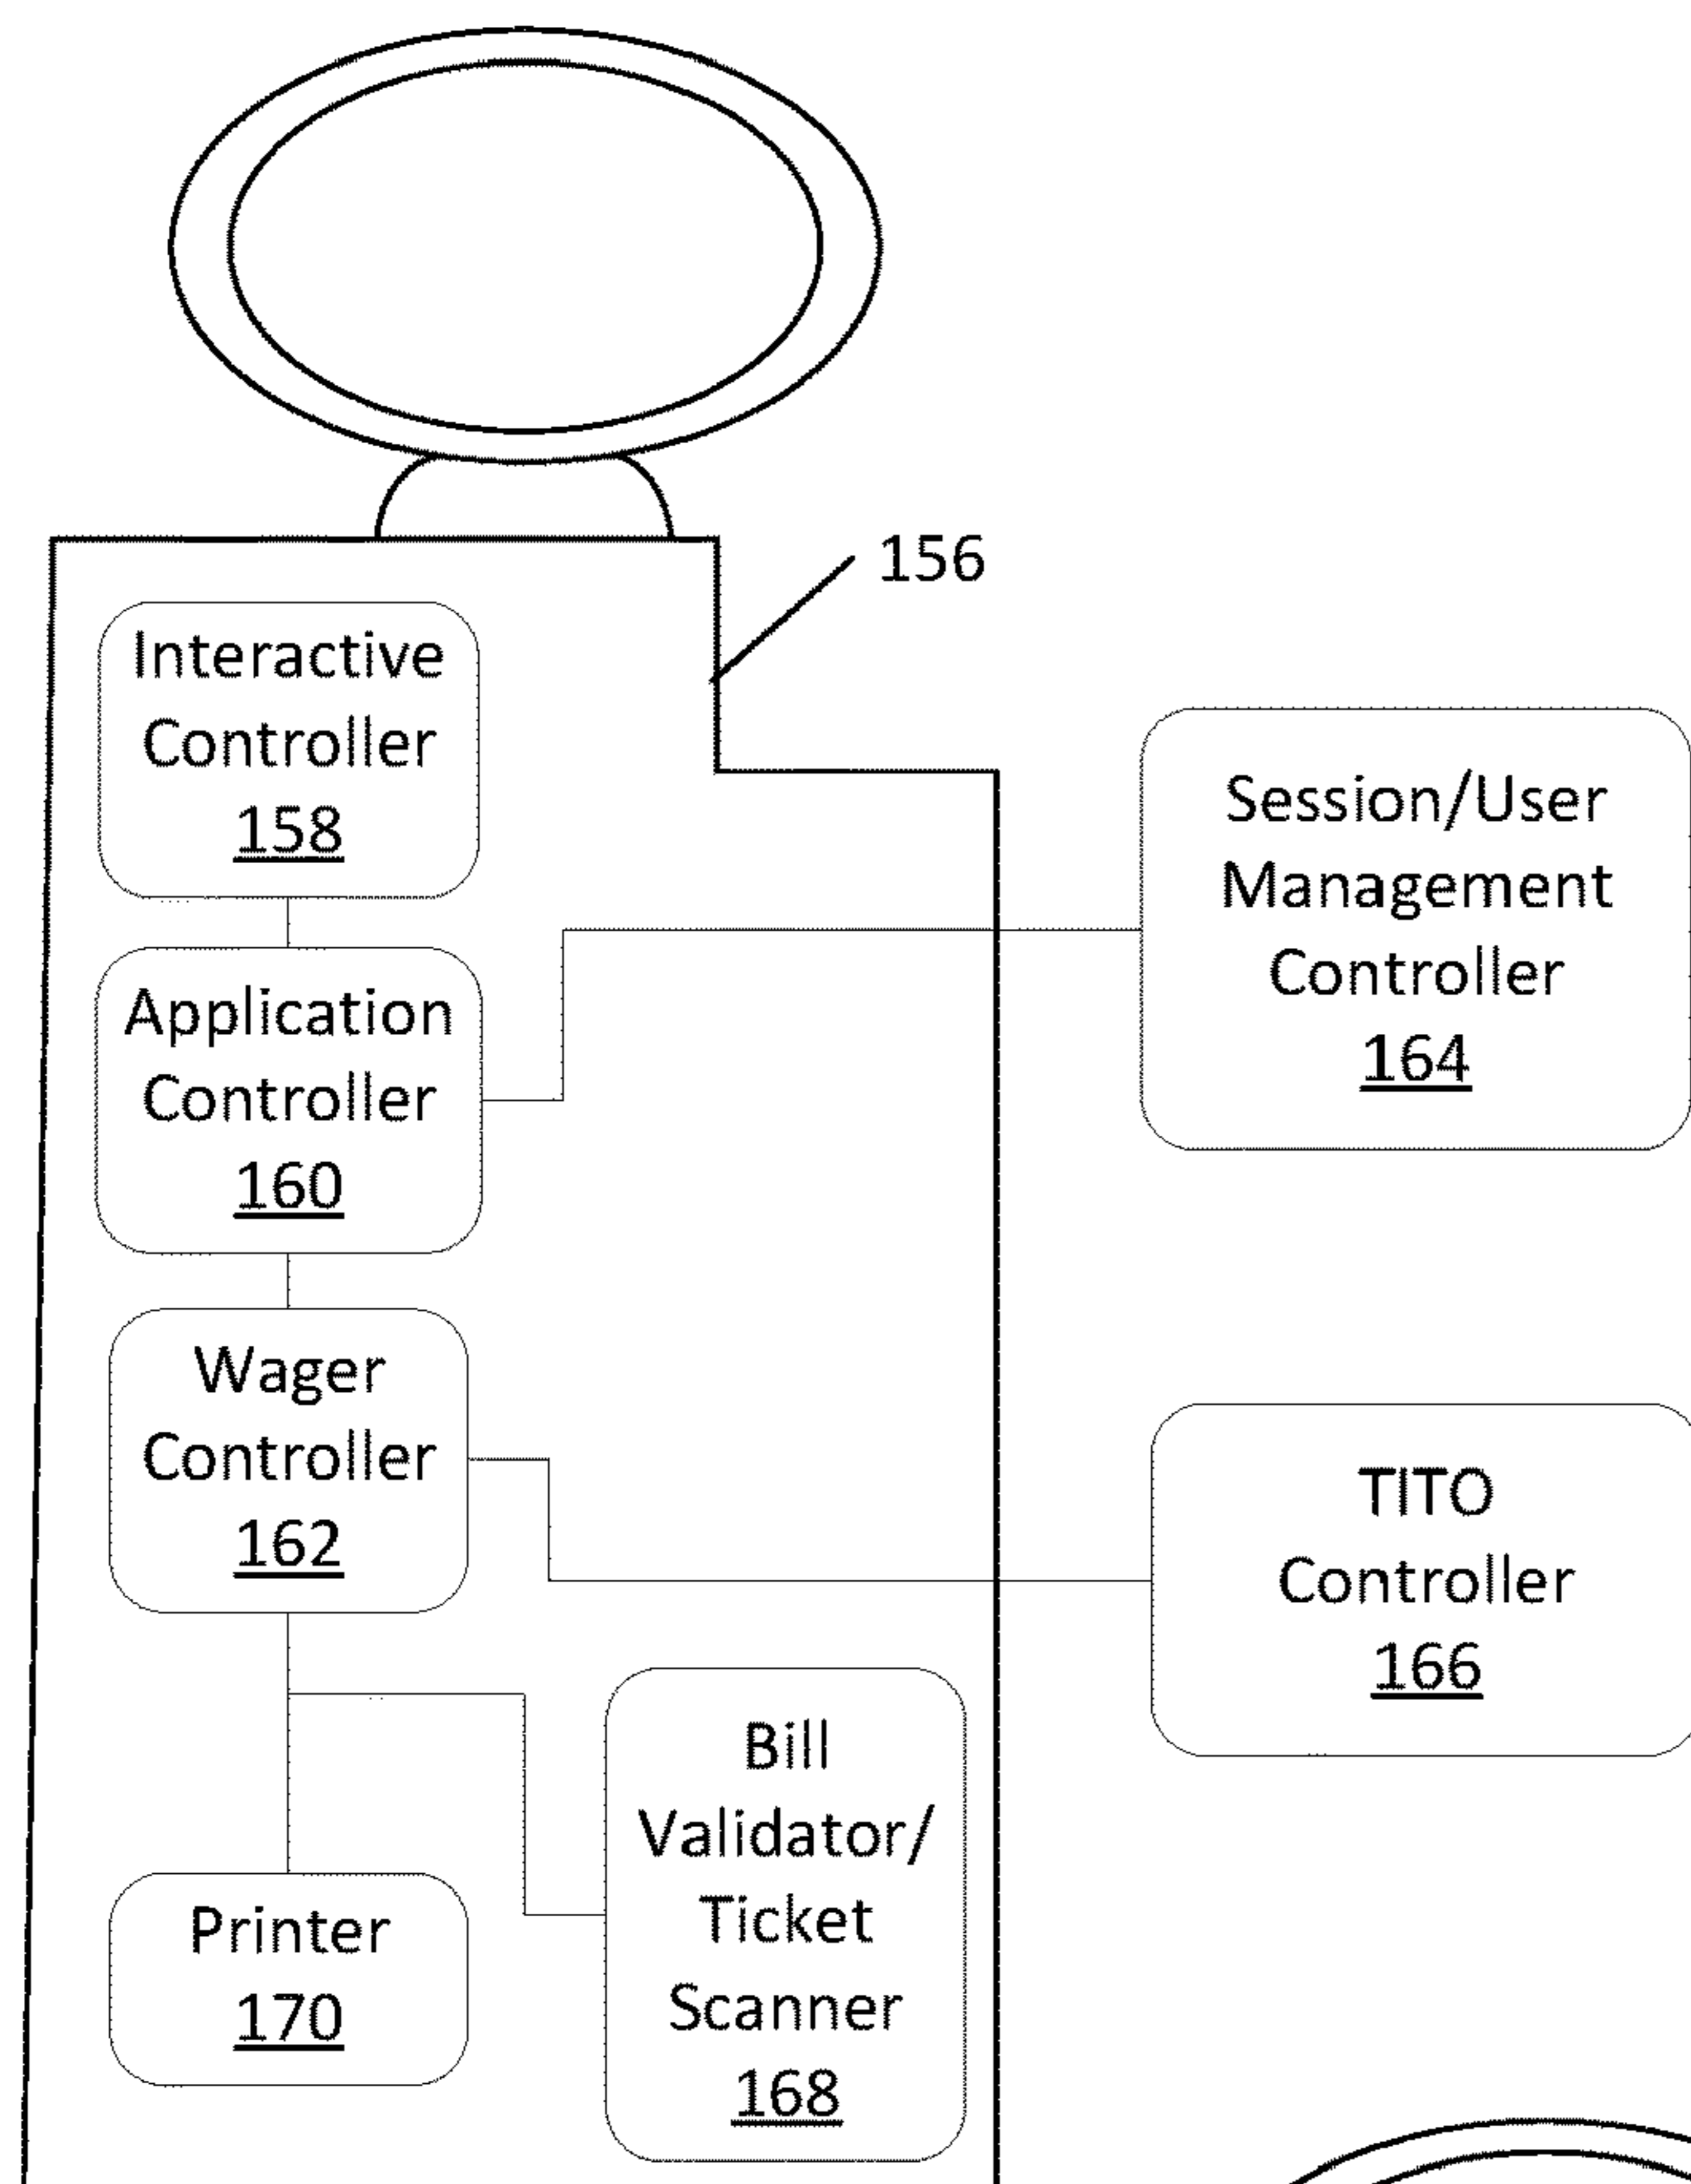 156
Interactive
Controller
158
Session/User
Management
Controller
164
Application
Controller
160
Wager
Controller
162
TITO
Controller
166
Bill
Validator/
Ticket
Scanner
168
Printer
170